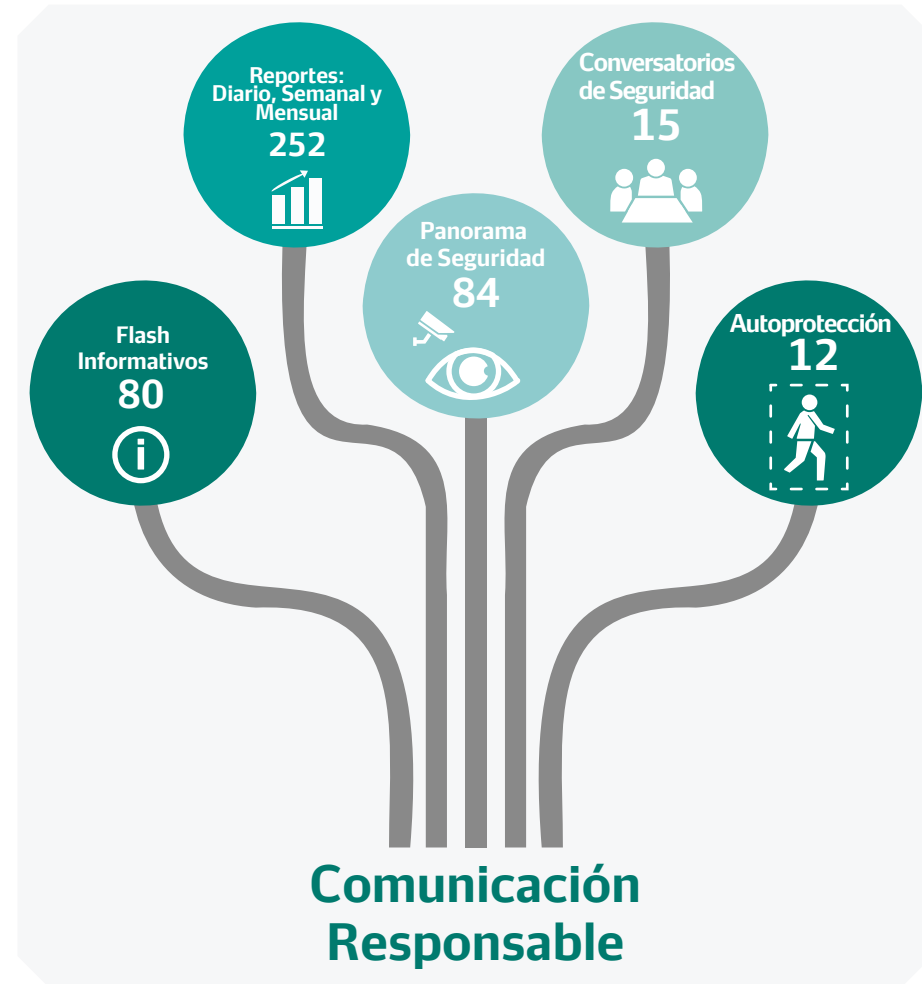 Reportes:
Diario, Semanal y
Mensual
252
Conversatorios
de Seguridad
15
Panorama
de Seguridad
84
Flash
Informativos
80
i
Autoprotección
12
Comunicación
Responsable